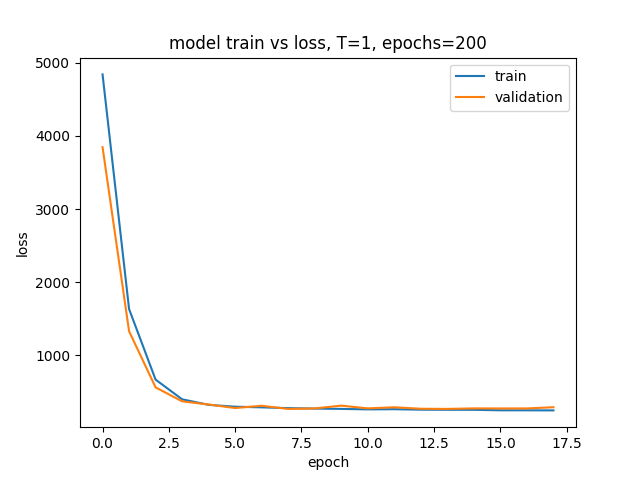 model train vs loss, T=1, epochs=200
train
validation
loss
5000
4000
3000
2000
1000
0.0 2.5 5.0 7.5 10.0 12.5 15.0 17.5
epoch